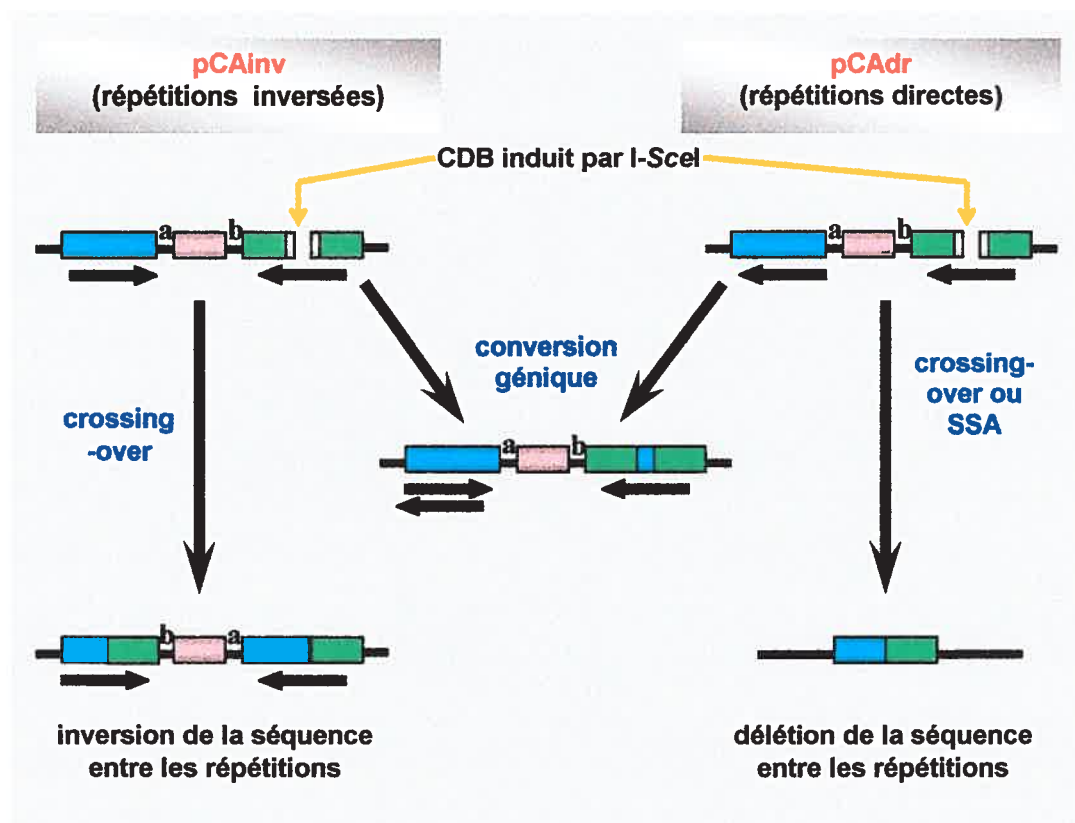 pCAinv
(répétitions inversées)
pCAdr
(répétitions directes)
CDB induit par I-SceI
a
b
a
b
conversion
génique
crossing
-over
crossing-
over ou
SSA
a
b
b
a
inversion de la séquence
entre les répétitions
délétion de la séquence
entre les répétitions